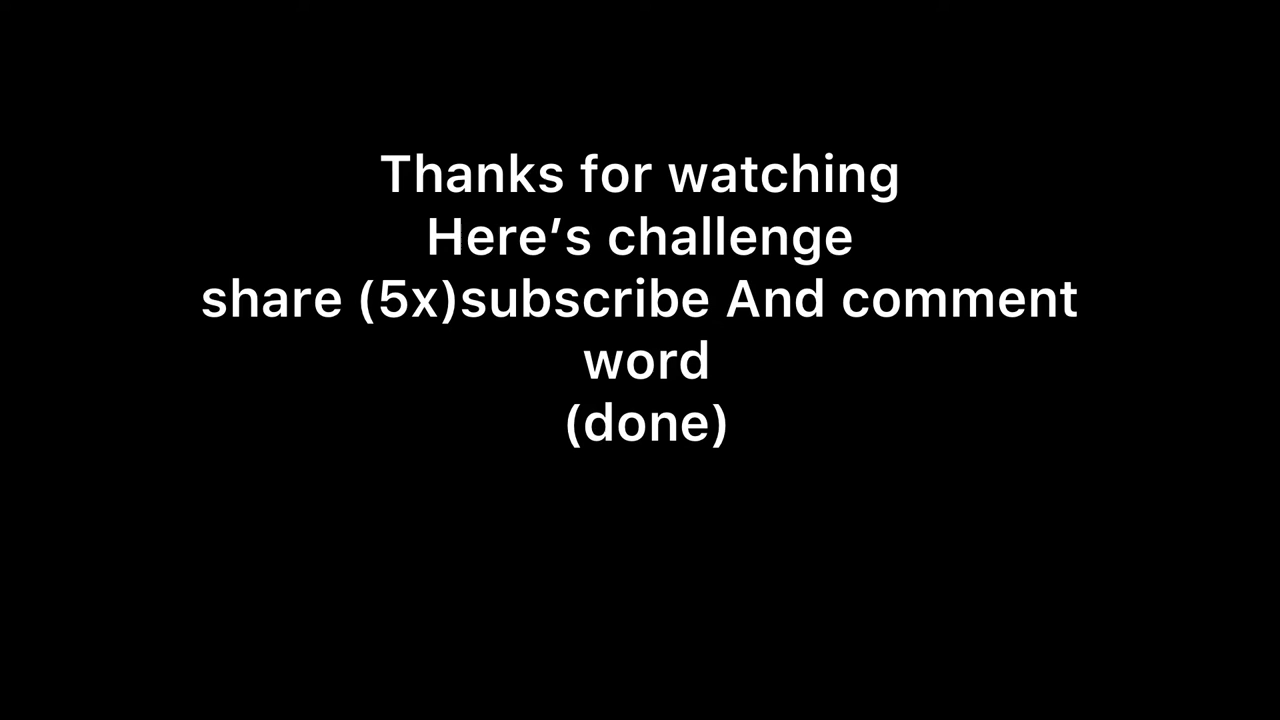 Thanks for watching
Here’s challenge
share (5x)subscribe And comment
word
(done)